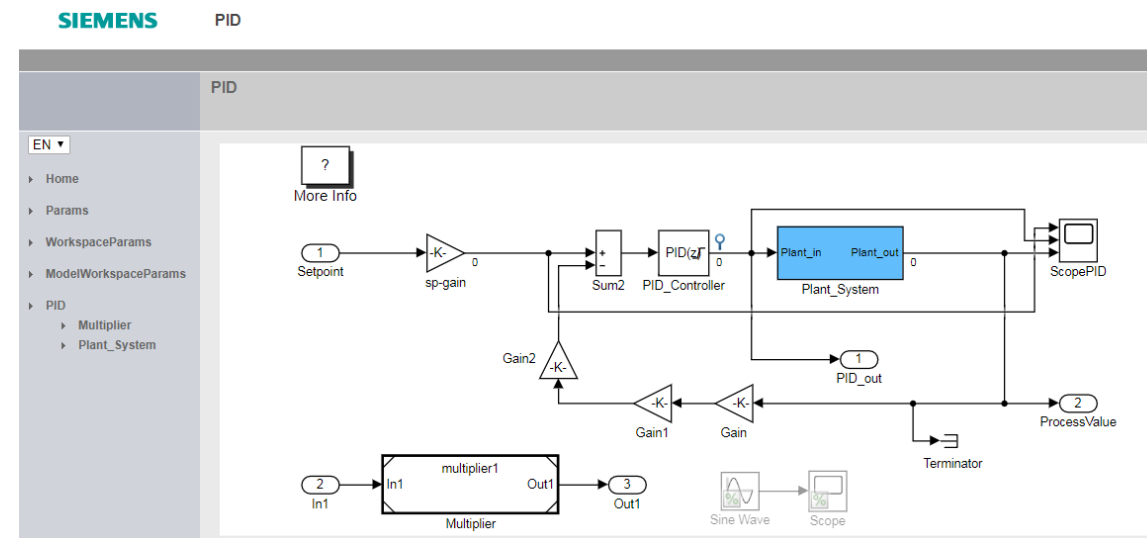 SIEMENS PID
PID
EN
Home
Params
WorkspaceParams
ModelWorkspaceParams
PID
Multiplier
Plant_System
?
More Info
1
Setpoint
-K-
0
sp-gain
+
−
Sum2
PID(z)
0
PID_Controller
Plant_in Plant_out
0
Plant_System
ScopePID
Gain2
-K-
1
PID_out
-K-
Gain1
-K-
Gain
2
ProcessValue
Terminator
2
In1
multiplier1
In1 Out1
Multiplier
3
Out1
%
Sine Wave
%
Scope